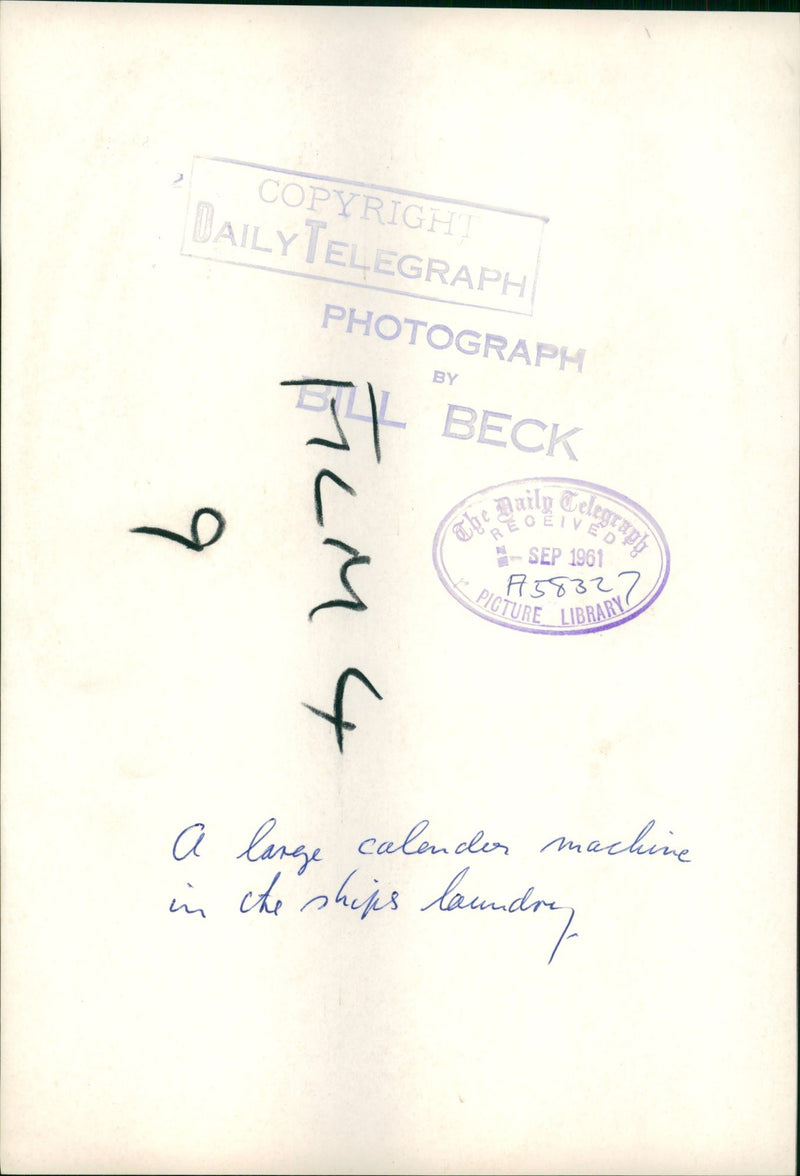 COPYRIGHT
DAILY TELEGRAPH
PHOTOGRAPH
BY
BILL BECK
The Daily Telegraph
RECEIVED
- SEP 1961
A58327
PICTURE LIBRARY
9
A large calender machine
in the ships laundry